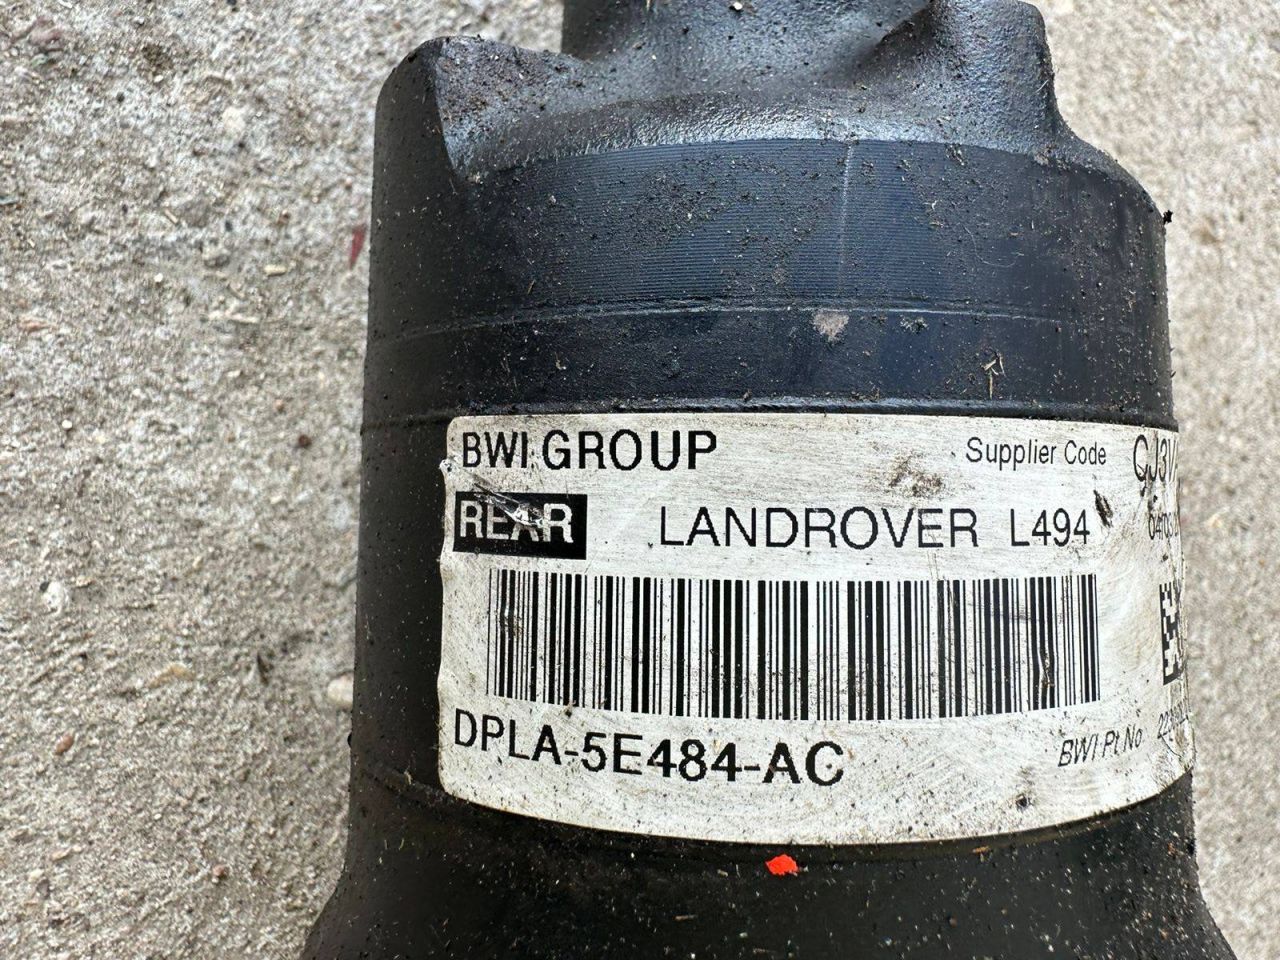 BWI GROUP
Supplier Code
REAR
LANDROVER L494
DPLA-5E484-AC
BWI Pt No